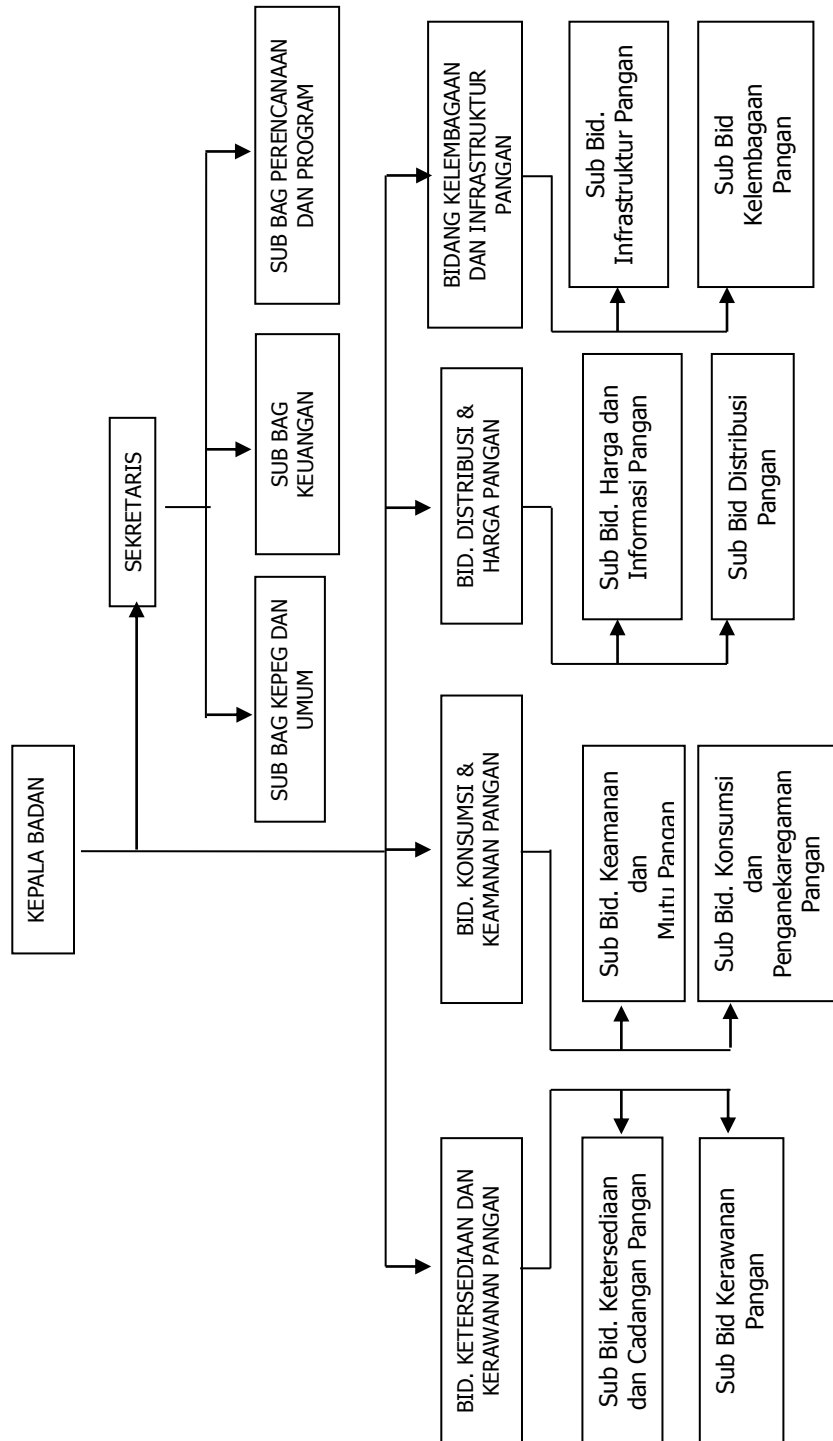 KEPALA BADAN
SEKRETARIS
SUB BAG KEPEG DAN
UMUM
SUB BAG
KEUANGAN
SUB BAG PERENCANAAN
DAN PROGRAM
BID. KETERSEDIAAN DAN
KERAWANAN PANGAN
BID. KONSUMSI &
KEAMANAN PANGAN
BID. DISTRIBUSI &
HARGA PANGAN
BIDANG KELEMBAGAAN
DAN INFRASTRUKTUR
PANGAN
Sub Bid. Ketersediaan
dan Cadangan Pangan
Sub Bid Kerawanan
Pangan
Sub Bid. Keamanan
dan
Mutu Pangan
Sub Bid. Konsumsi
dan
Penganekaregaman
Pangan
Sub Bid. Harga dan
Informasi Pangan
Sub Bid Distribusi
Pangan
Sub Bid.
Infrastruktur Pangan
Sub Bid
Kelembagaan
Pangan